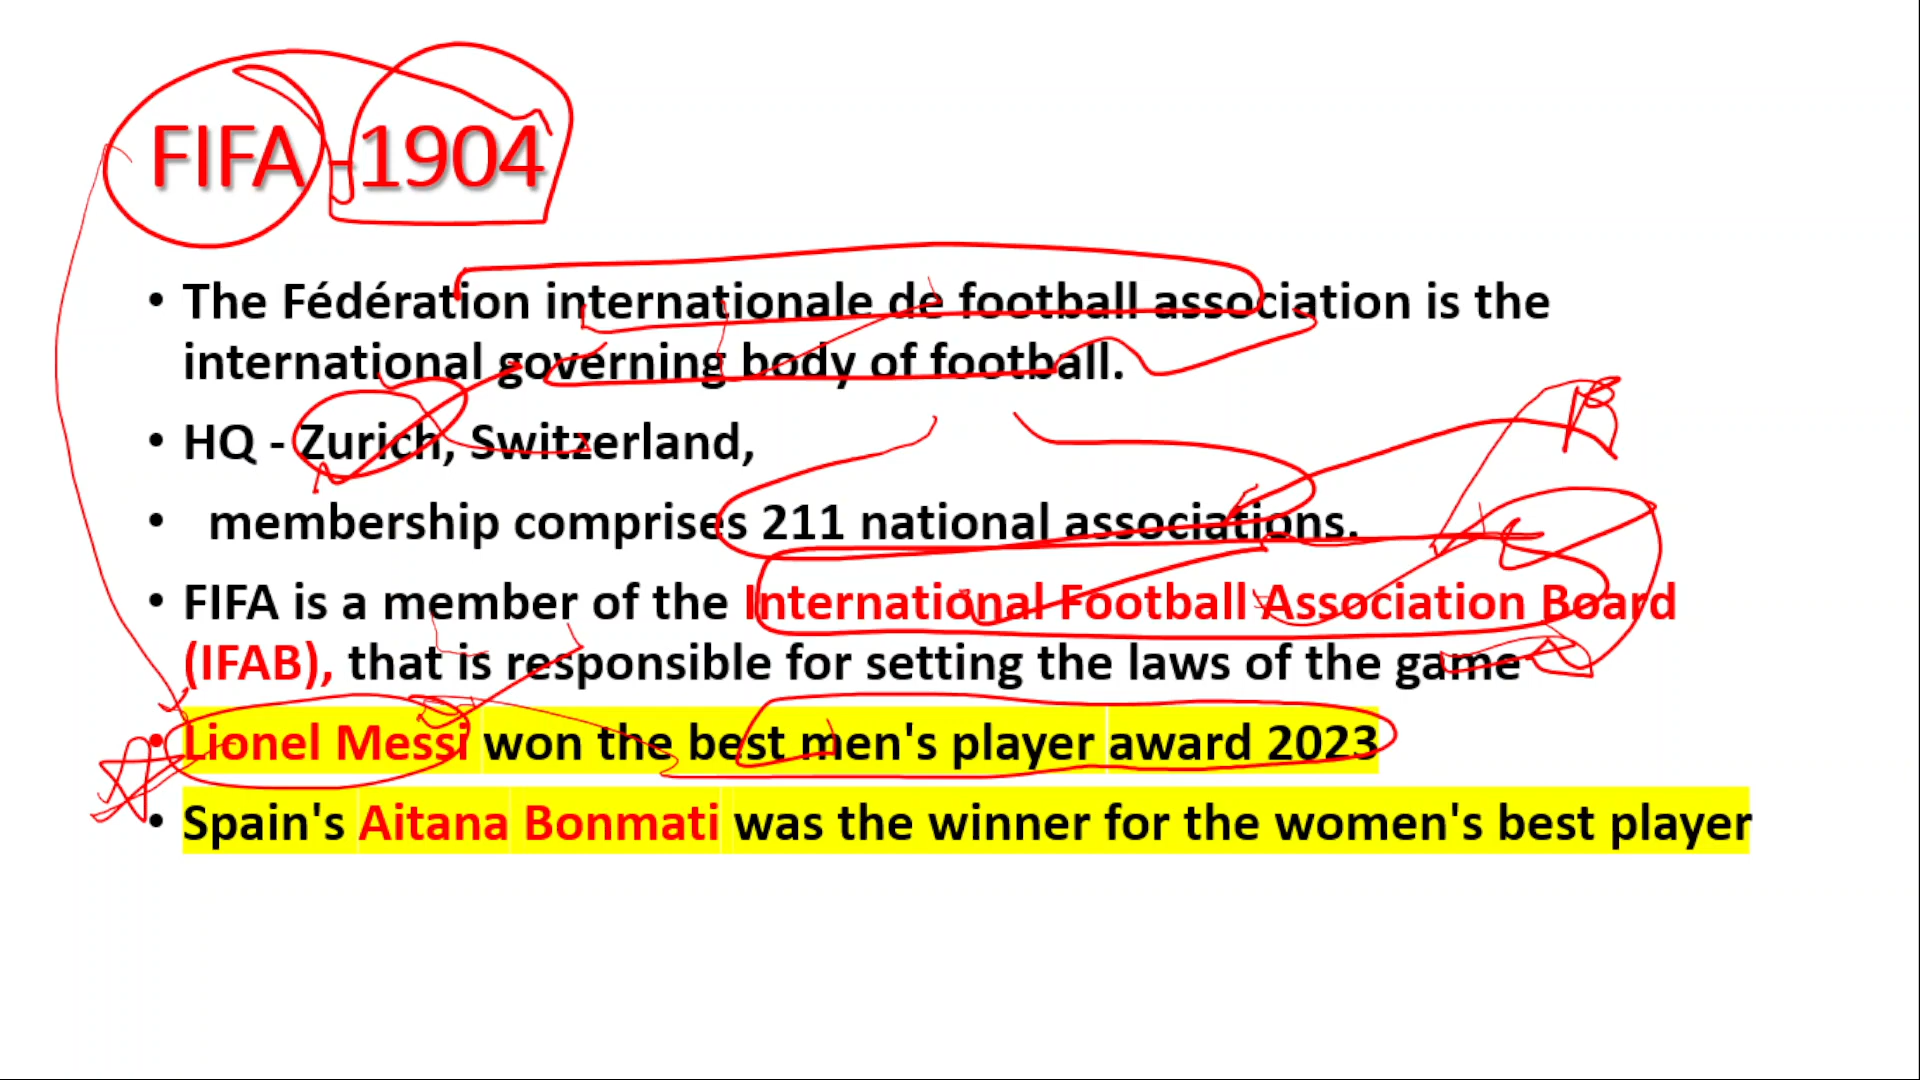 FIFA - 1904
• The Fédération internationale de football association is the
international governing body of football.
• HQ - Zurich, Switzerland,
• membership comprises 211 national associations.
• FIFA is a member of the International Football Association Board
(IFAB), that is responsible for setting the laws of the game
• Lionel Messi won the best men's player award 2023
• Spain's Aitana Bonmati was the winner for the women's best player